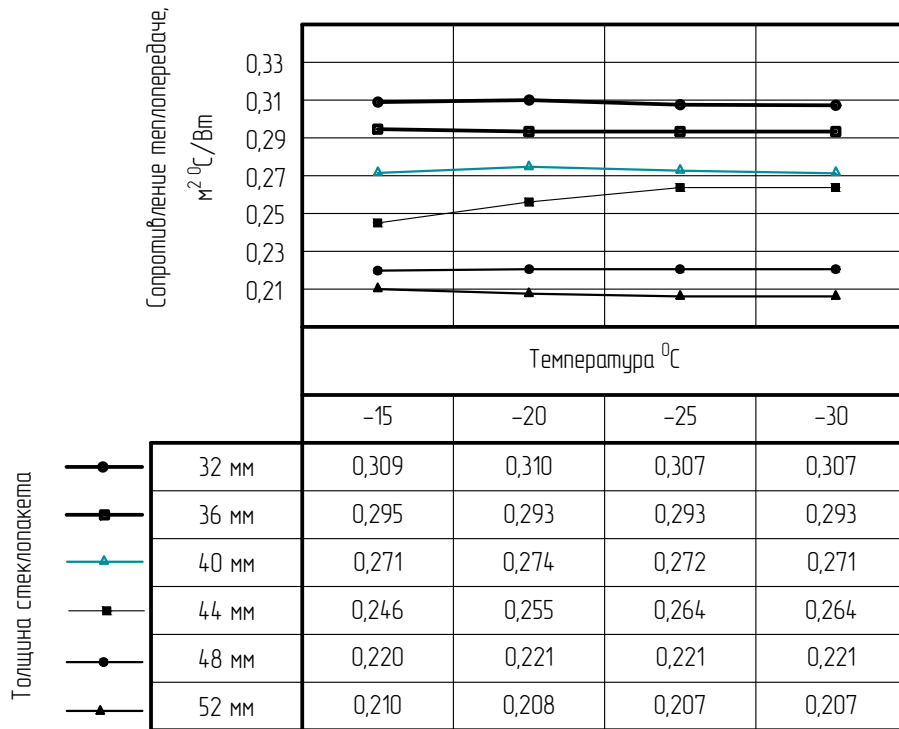 Сопротивление теплопередаче,
м² ⁰С/Вт
0,33
0,31
0,29
0,27
0,25
0,23
0,21
Температура ⁰С
–15 –20 –25 –30
Толщина стеклопакета
32 мм 0,309 0,310 0,307 0,307
36 мм 0,295 0,293 0,293 0,293
40 мм 0,271 0,274 0,272 0,271
44 мм 0,246 0,255 0,264 0,264
48 мм 0,220 0,221 0,221 0,221
52 мм 0,210 0,208 0,207 0,207